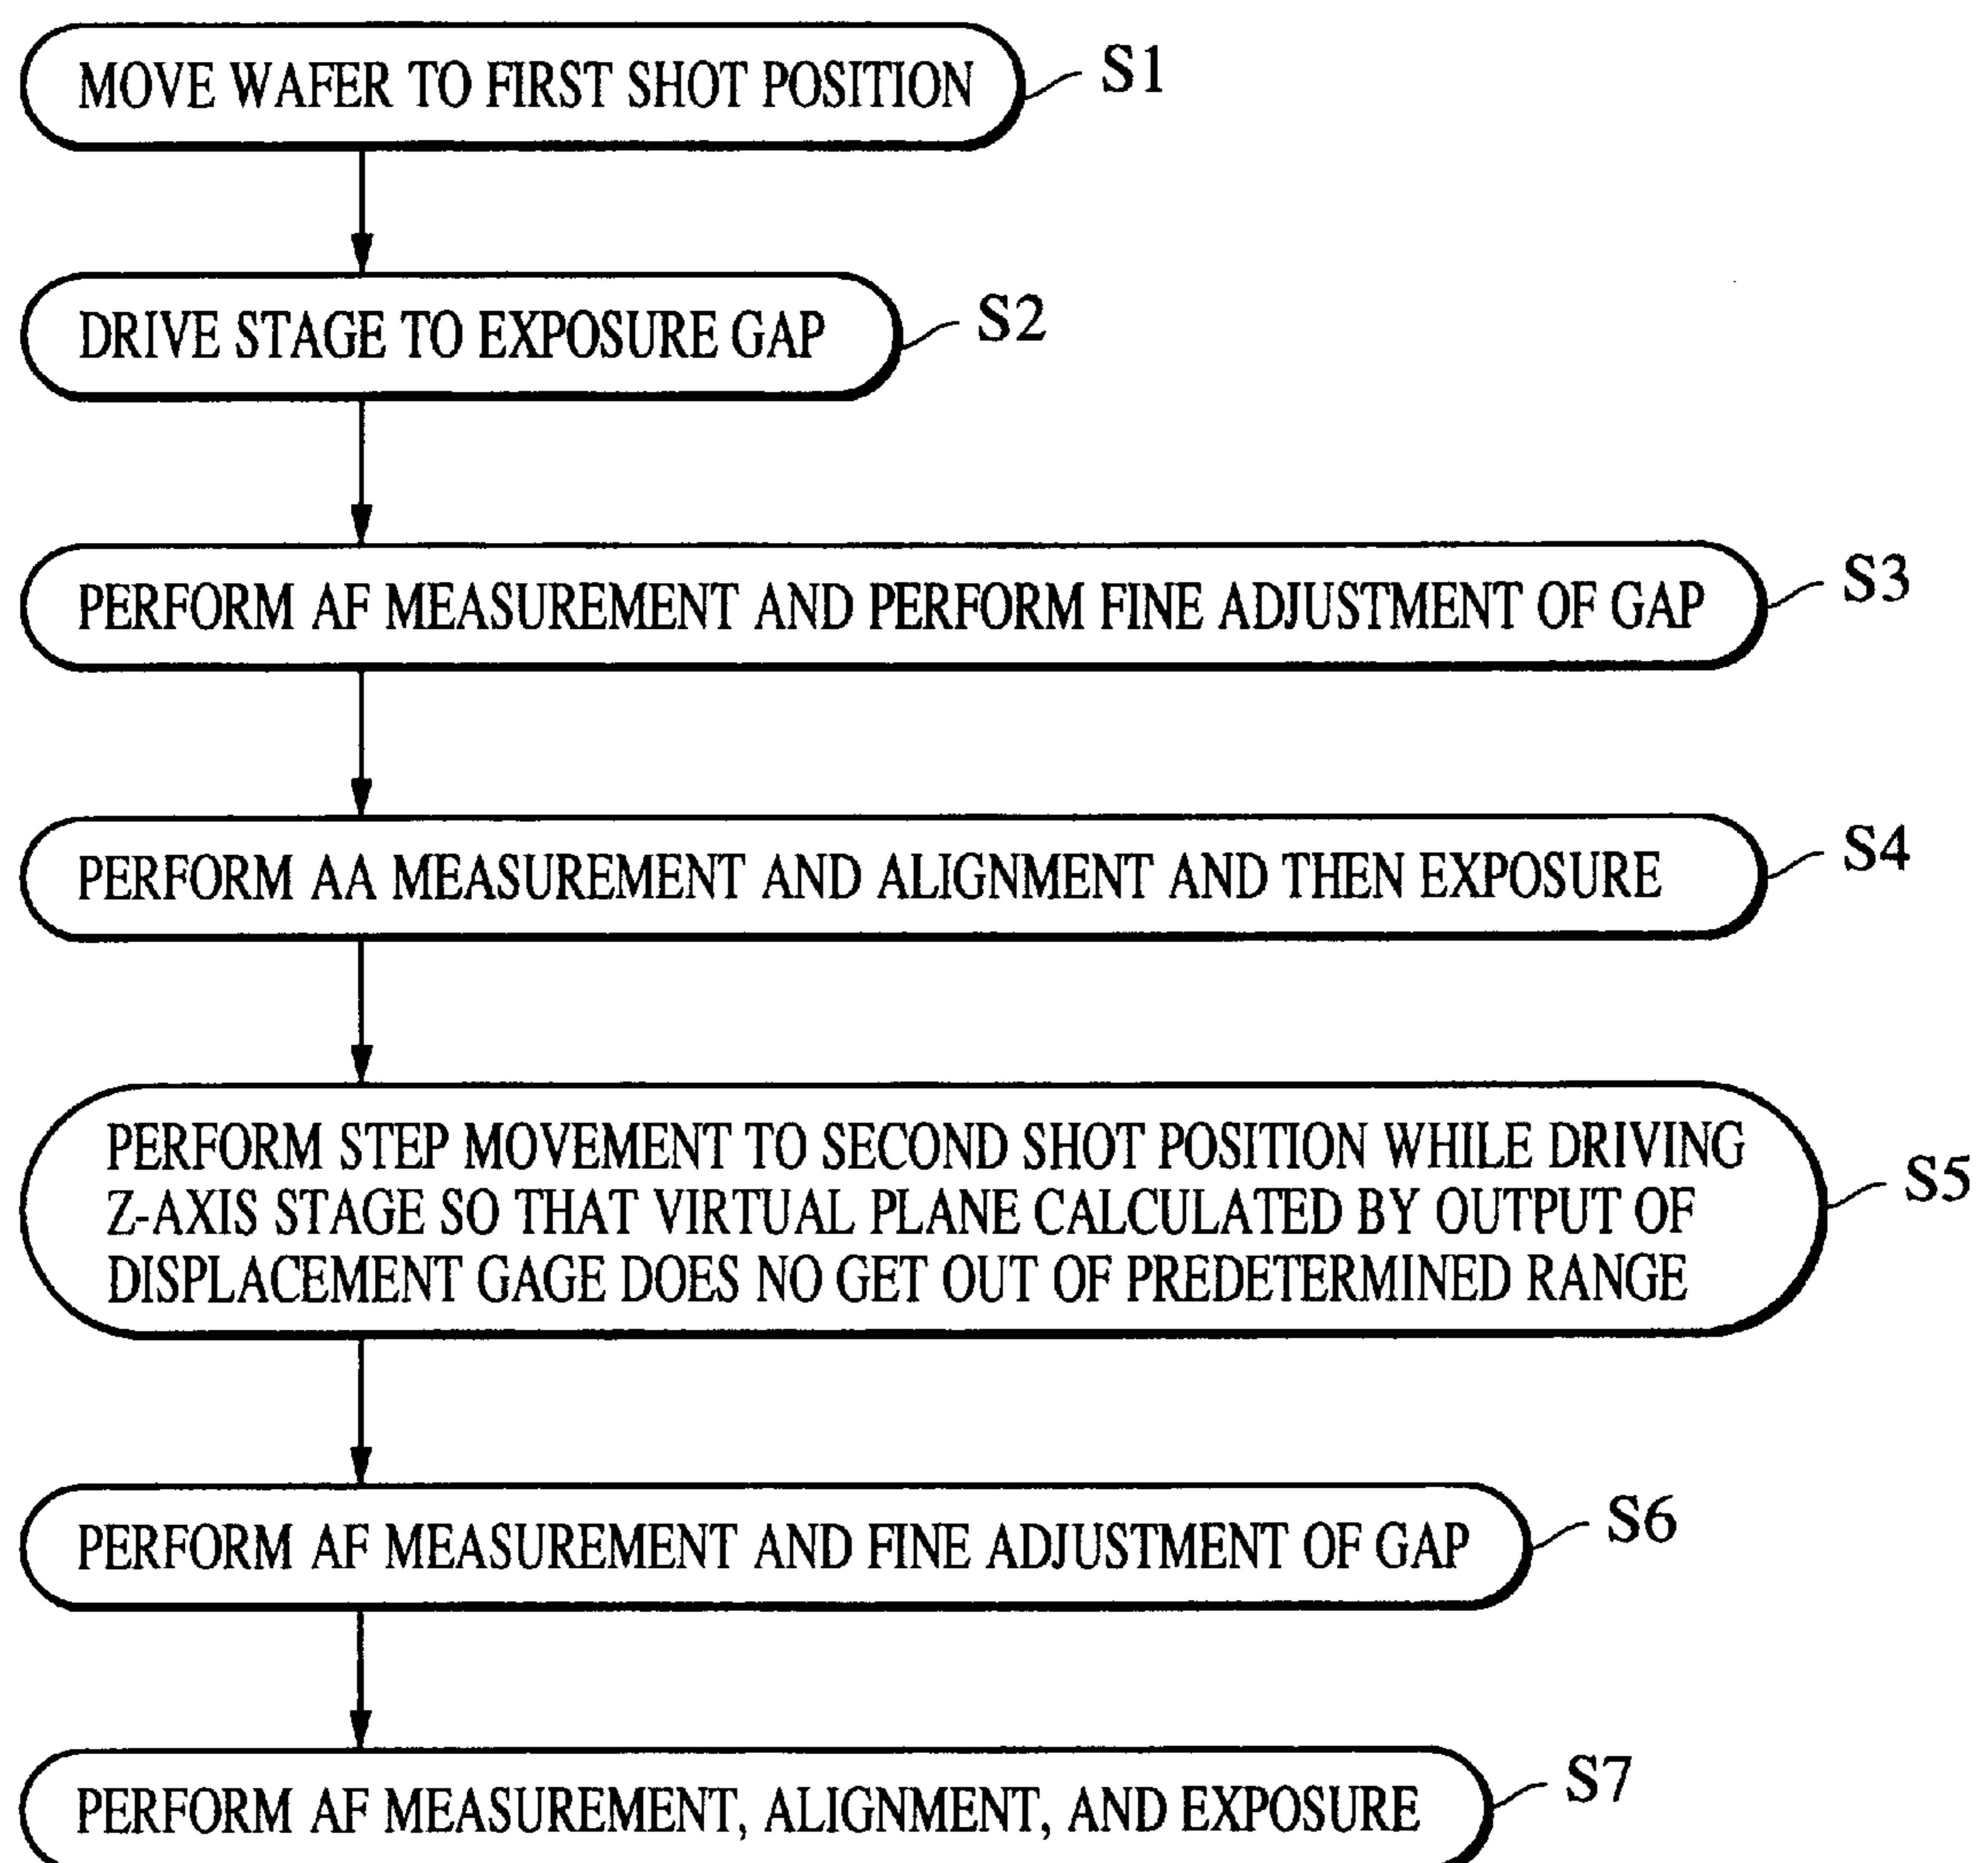 MOVE WAFER TO FIRST SHOT POSITION S1
DRIVE STAGE TO EXPOSURE GAP S2
PERFORM AF MEASUREMENT AND PERFORM FINE ADJUSTMENT OF GAP S3
PERFORM AA MEASUREMENT AND ALIGNMENT AND THEN EXPOSURE S4
PERFORM STEP MOVEMENT TO SECOND SHOT POSITION WHILE DRIVING
Z-AXIS STAGE SO THAT VIRTUAL PLANE CALCULATED BY OUTPUT OF S5
DISPLACEMENT GAGE DOES NO GET OUT OF PREDETERMINED RANGE
PERFORM AF MEASUREMENT AND FINE ADJUSTMENT OF GAP S6
PERFORM AF MEASUREMENT, ALIGNMENT, AND EXPOSURE S7